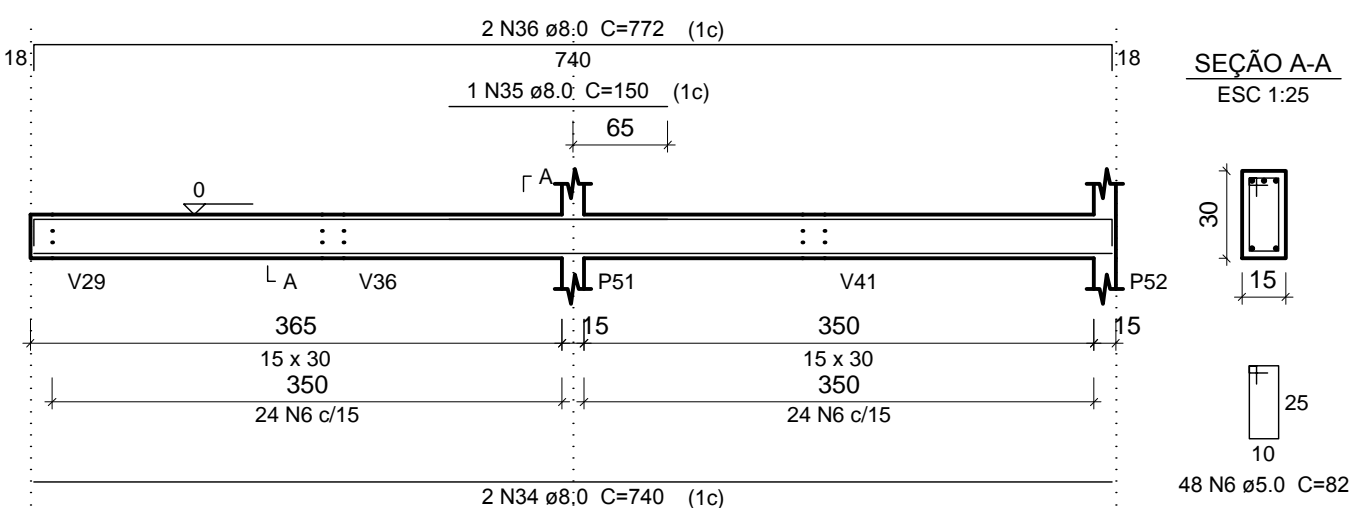 2 N36 ø8.0 C=772 (1c)
18 740 18
SEÇÃO A-A
ESC 1:25
1 N35 ø8.0 C=150 (1c)
65
A
0
30
V29 A V36 P51 V41 P52
15
365 15 350 15
15 x 30 15 x 30
350 350
24 N6 c/15 24 N6 c/15
25
10
48 N6 ø5.0 C=82
2 N34 ø8.0 C=740 (1c)